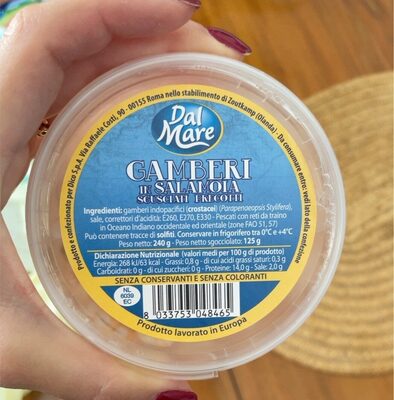 Prodotto e confezionato per Dico S.p.A. Via Raffaele Costi, 90 - 00155 Roma nello stabilimento di Zoutkamp (Olanda). Da consumare entro: vedi lato della confezione
Dal
Mare
GAMBERI
in SALAMOIA
SGUSCIATI PRECOTTI
Ingredienti: gamberi indopacifici (crostacei) (Parapenaeopsis Stylifera),
sale, correttori d'acidità: E260, E270, E330 - Pescati con reti da traino
in Oceano Indiano occidentale ed orientale (zone FAO 51, 57)
Può contenere tracce di solfiti. Conservare in frigorifero tra 0°C e +4°C
Peso netto: 240 g - Peso netto sgocciolato: 125 g
Dichiarazione Nutrizionale (valori medi per 100 g di prodotto)
Energia: 268 kJ/63 kcal - Grassi: 0,8 g - di cui acidi grassi saturi: 0,3 g
Carboidrati: 0 g - di cui zuccheri: 0 g - Proteine: 14,0 g - Sale: 2,0 g
SENZA CONSERVANTI E SENZA COLORANTI
NL
6039
EC
8 033753 048465
Prodotto lavorato in Europa